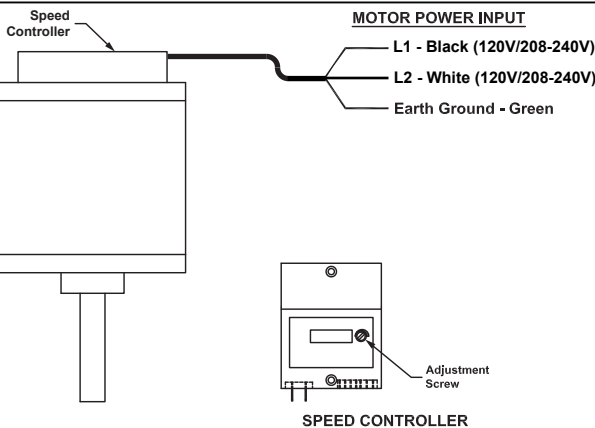 Speed
Controller
MOTOR POWER INPUT
L1 - Black (120V/208-240V)
L2 - White (120V/208-240V)
Earth Ground - Green
Adjustment
Screw
SPEED CONTROLLER